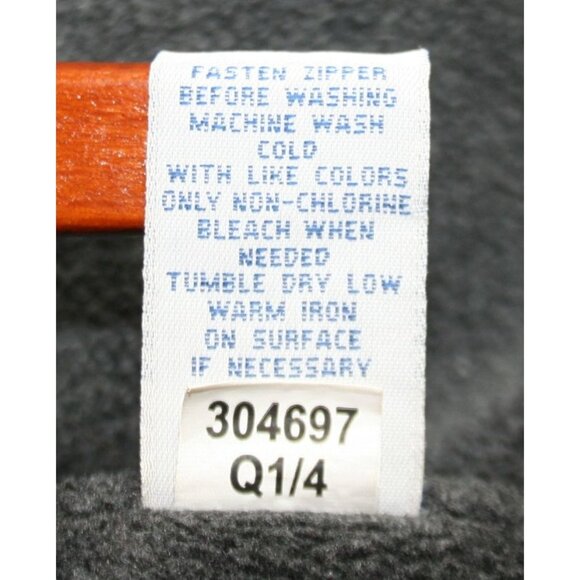 FASTEN ZIPPER
BEFORE WASHING
MACHINE WASH
COLD
WITH LIKE COLORS
ONLY NON-CHLORINE
BLEACH WHEN
NEEDED
TUMBLE DRY LOW
WARM IRON
ON SURFACE
IF NECESSARY
304697
Q1/4